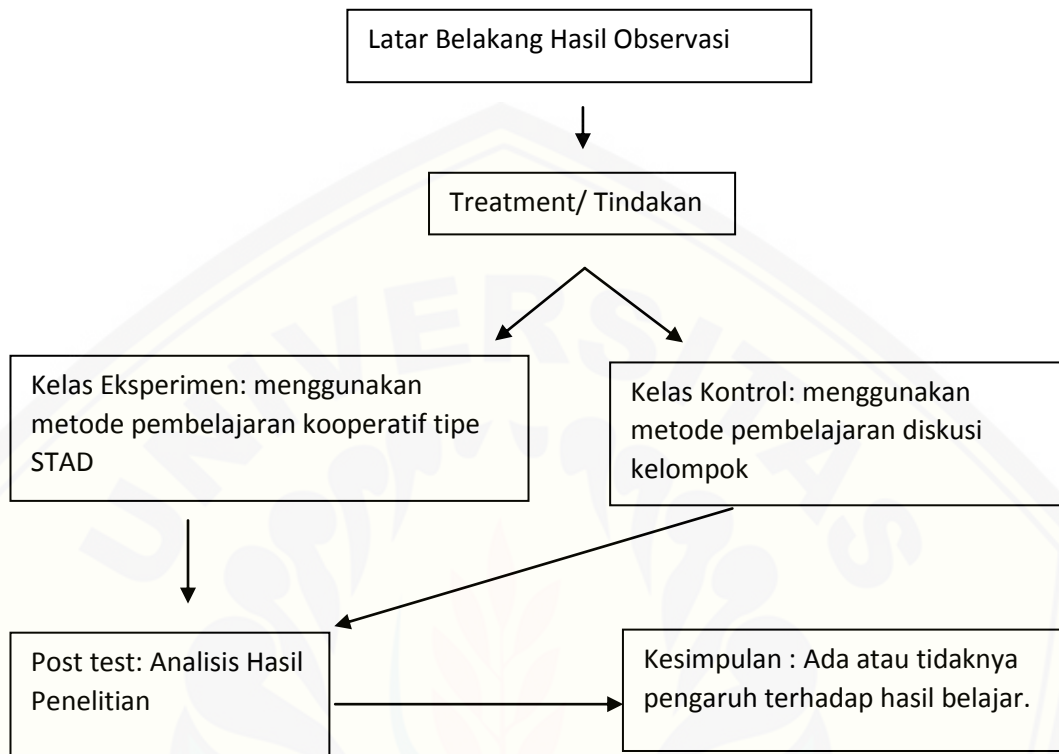 Latar Belakang Hasil Observasi
Treatment/ Tindakan
Kelas Eksperimen: menggunakan
metode pembelajaran kooperatif tipe
STAD
Kelas Kontrol: menggunakan
metode pembelajaran diskusi
kelompok
Post test: Analisis Hasil
Penelitian
Kesimpulan : Ada atau tidaknya
pengaruh terhadap hasil belajar.
UNIVERSITAS